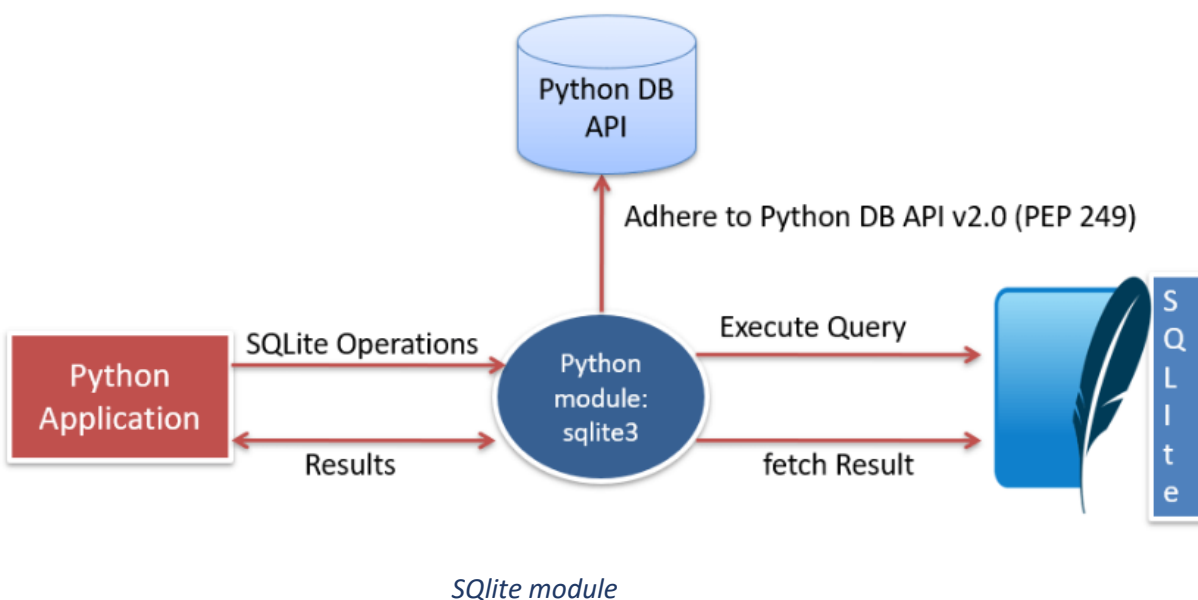 Python DB
API
Adhere to Python DB API v2.0 (PEP 249)
SQLite Operations
Execute Query
Python
Application
Python
module:
sqlite3
Results
fetch Result
S
Q
L
I
t
e
SQlite module